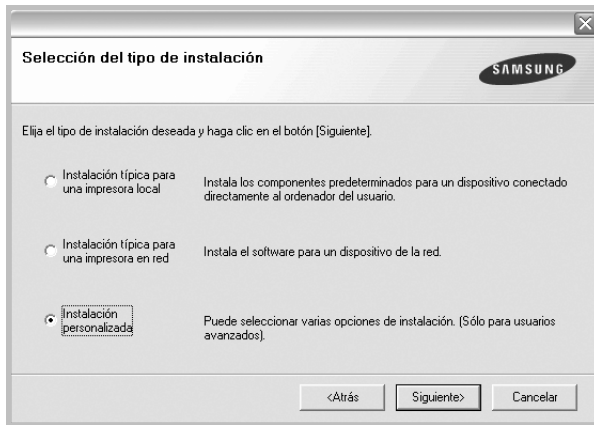 Selección del tipo de instalación
SAMSUNG
Elija el tipo de instalación deseada y haga clic en el botón [Siguiente].
Instalación típica para
una impresora local
Instala los componentes predeterminados para un dispositivo conectado
directamente al ordenador del usuario.
Instalación típica para
una impresora en red
Instala el software para un dispositivo de la red.
Instalación
personalizada
Puede seleccionar varias opciones de instalación. (Sólo para usuarios
avanzados).
<Atrás
Siguiente>
Cancelar